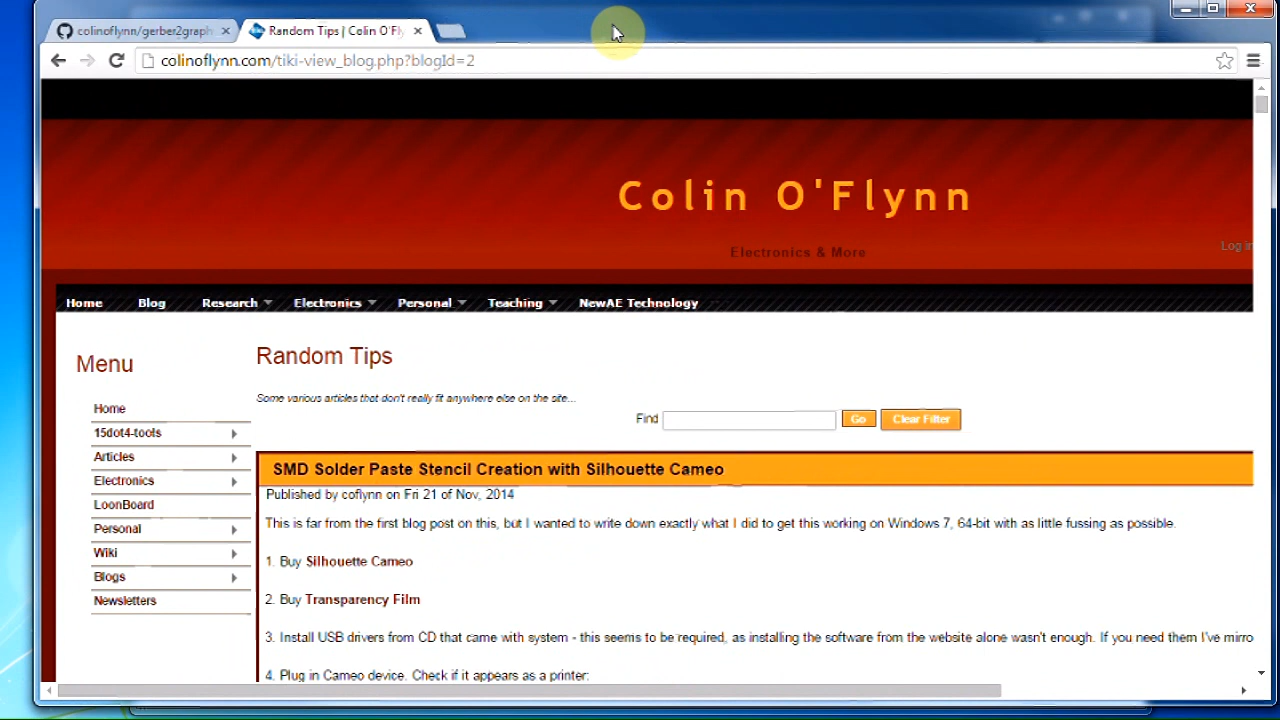 colinoflynn/gerber2graph
Random Tips | Colin O'Fly
colinoflynn.com/tiki-view_blog.php?blogId=2
Colin O'Flynn
Log in
Electronics & More
Home Blog Research Electronics Personal Teaching NewAE Technology
Menu
Home
15dot4-tools
Articles
Electronics
LoonBoard
Personal
Wiki
Blogs
Newsletters
Random Tips
Some various articles that don't really fit anywhere else on the site...
Find Go Clear Filter
SMD Solder Paste Stencil Creation with Silhouette Cameo
Published by coflynn on Fri 21 of Nov, 2014
This is far from the first blog post on this, but I wanted to write down exactly what I did to get this working on Windows 7, 64-bit with as little fussing as possible.
1. Buy Silhouette Cameo
2. Buy Transparency Film
3. Install USB drivers from CD that came with system - this seems to be required, as installing the software from the website alone wasn't enough. If you need them I've mirro
4. Plug in Cameo device. Check if it appears as a printer: